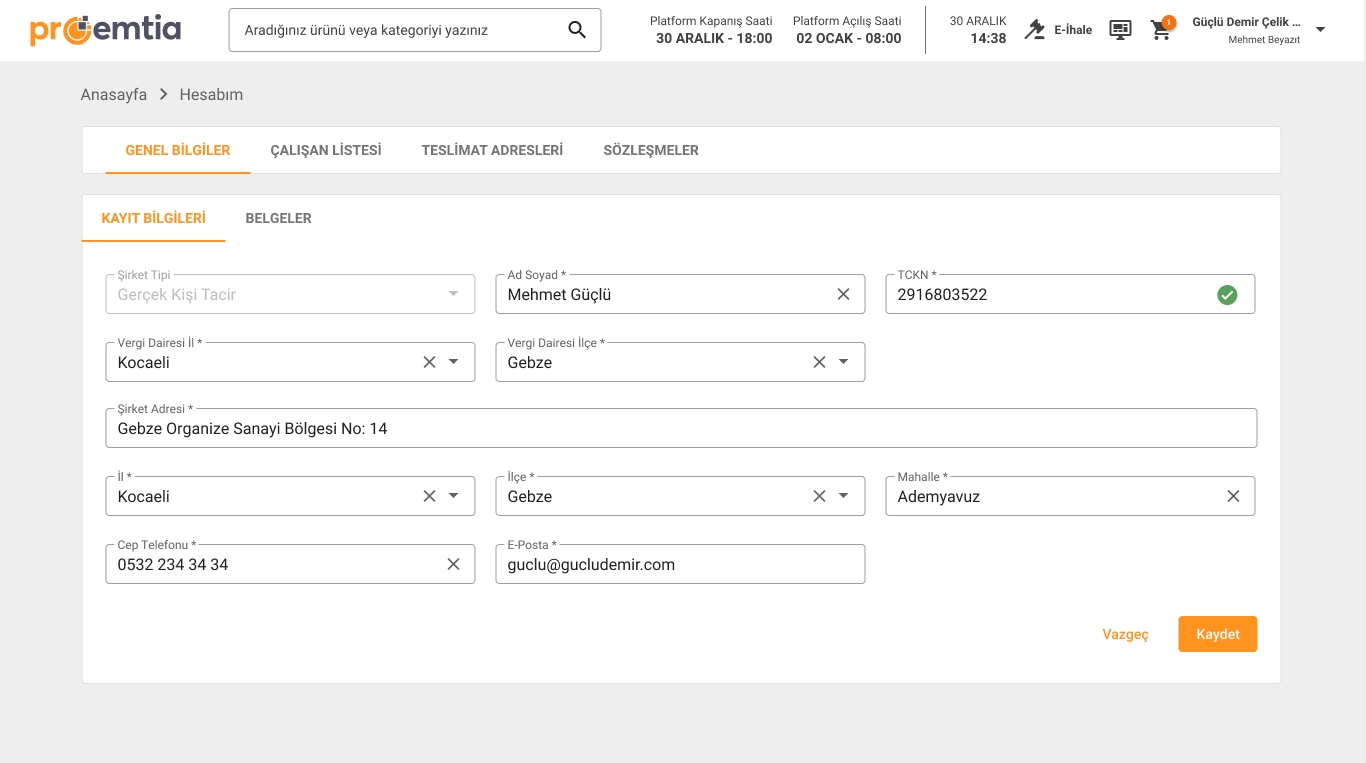 proemtia
Aradığınız ürünü veya kategoriyi yazınız
Platform Kapanış Saati
30 ARALIK - 18:00
Platform Açılış Saati
02 OCAK - 08:00
30 ARALIK
14:38
E-İhale
1
Güçlü Demir Çelik ...
Mehmet Beyazıt
Anasayfa > Hesabım
GENEL BİLGİLER ÇALIŞAN LİSTESİ TESLİMAT ADRESLERİ SÖZLEŞMELER
KAYIT BİLGİLERİ BELGELER
Şirket Tipi
Gerçek Kişi Tacir
Ad Soyad *
Mehmet Güçlü
TCKN *
2916803522
Vergi Dairesi İl *
Kocaeli
Vergi Dairesi İlçe *
Gebze
Şirket Adresi *
Gebze Organize Sanayi Bölgesi No: 14
İl *
Kocaeli
İlçe *
Gebze
Mahalle *
Ademyavuz
Cep Telefonu *
0532 234 34 34
E-Posta *
guclu@gucludemir.com
Vazgeç Kaydet